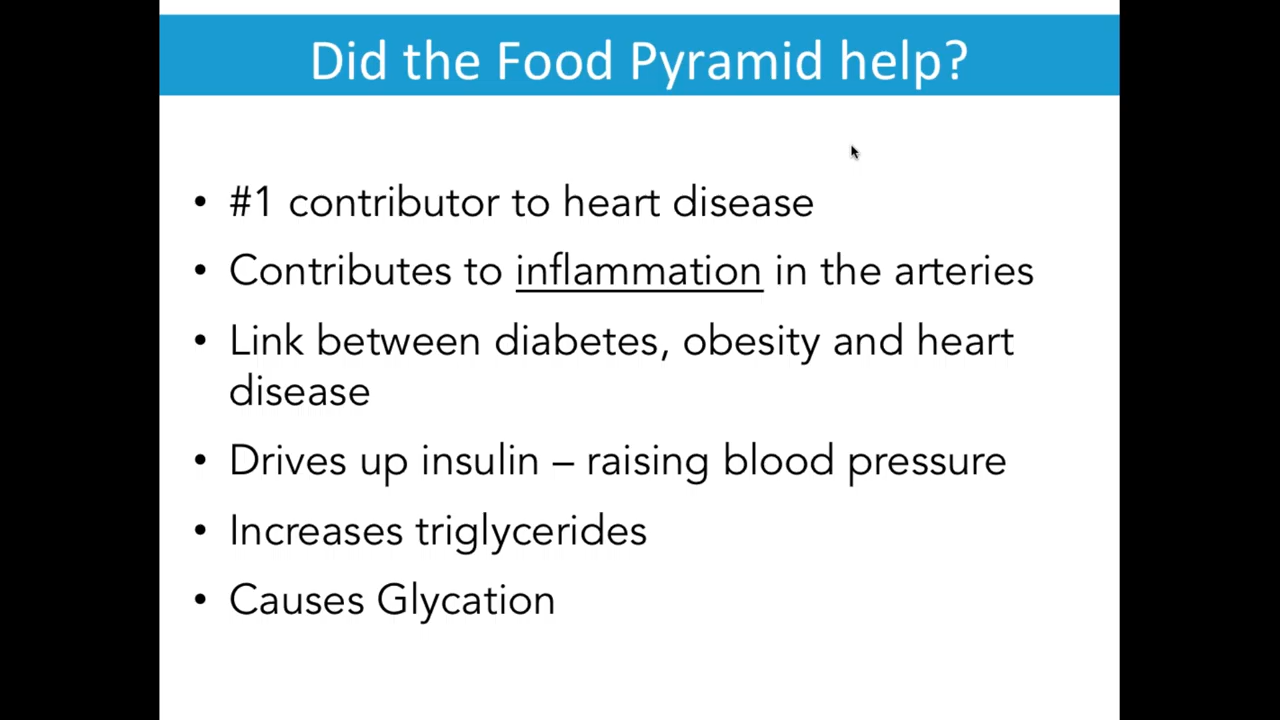 Did the Food Pyramid help?
• #1 contributor to heart disease
• Contributes to inflammation in the arteries
• Link between diabetes, obesity and heart
disease
• Drives up insulin – raising blood pressure
• Increases triglycerides
• Causes Glycation